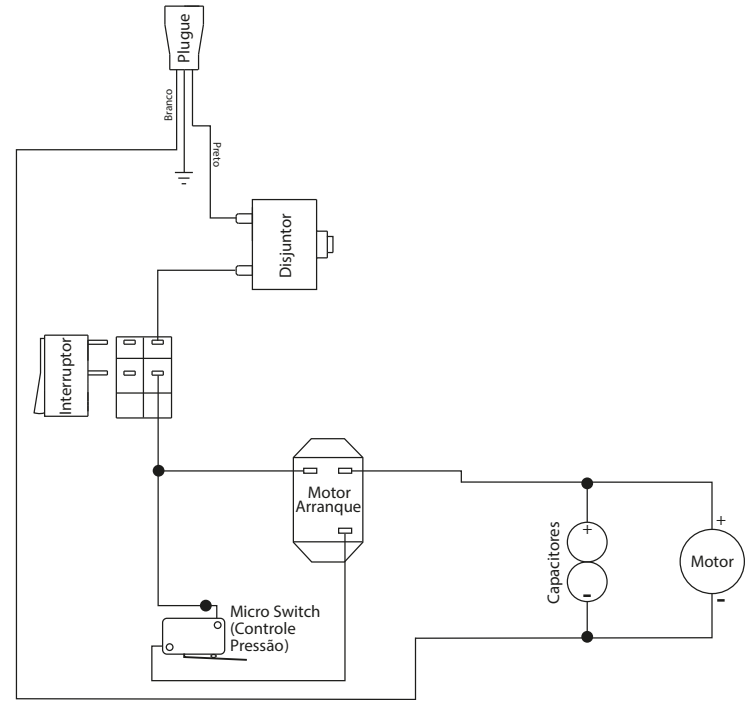 Plugue
Branco
Preto
Disjuntor
Interruptor
Motor
Arranque
Capacitores
+
-
+
Motor
-
Micro Switch
(Controle
Pressão)